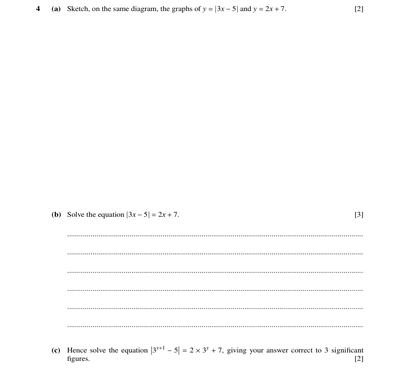 4 (a) Sketch, on the same diagram, the graphs of y = |3x − 5| and y = 2x + 7. [2]
(b) Solve the equation |3x − 5| = 2x + 7. [3]
(c) Hence solve the equation |3ʸ⁺¹ − 5| = 2 × 3ʸ + 7, giving your answer correct to 3 significant
figures. [2]